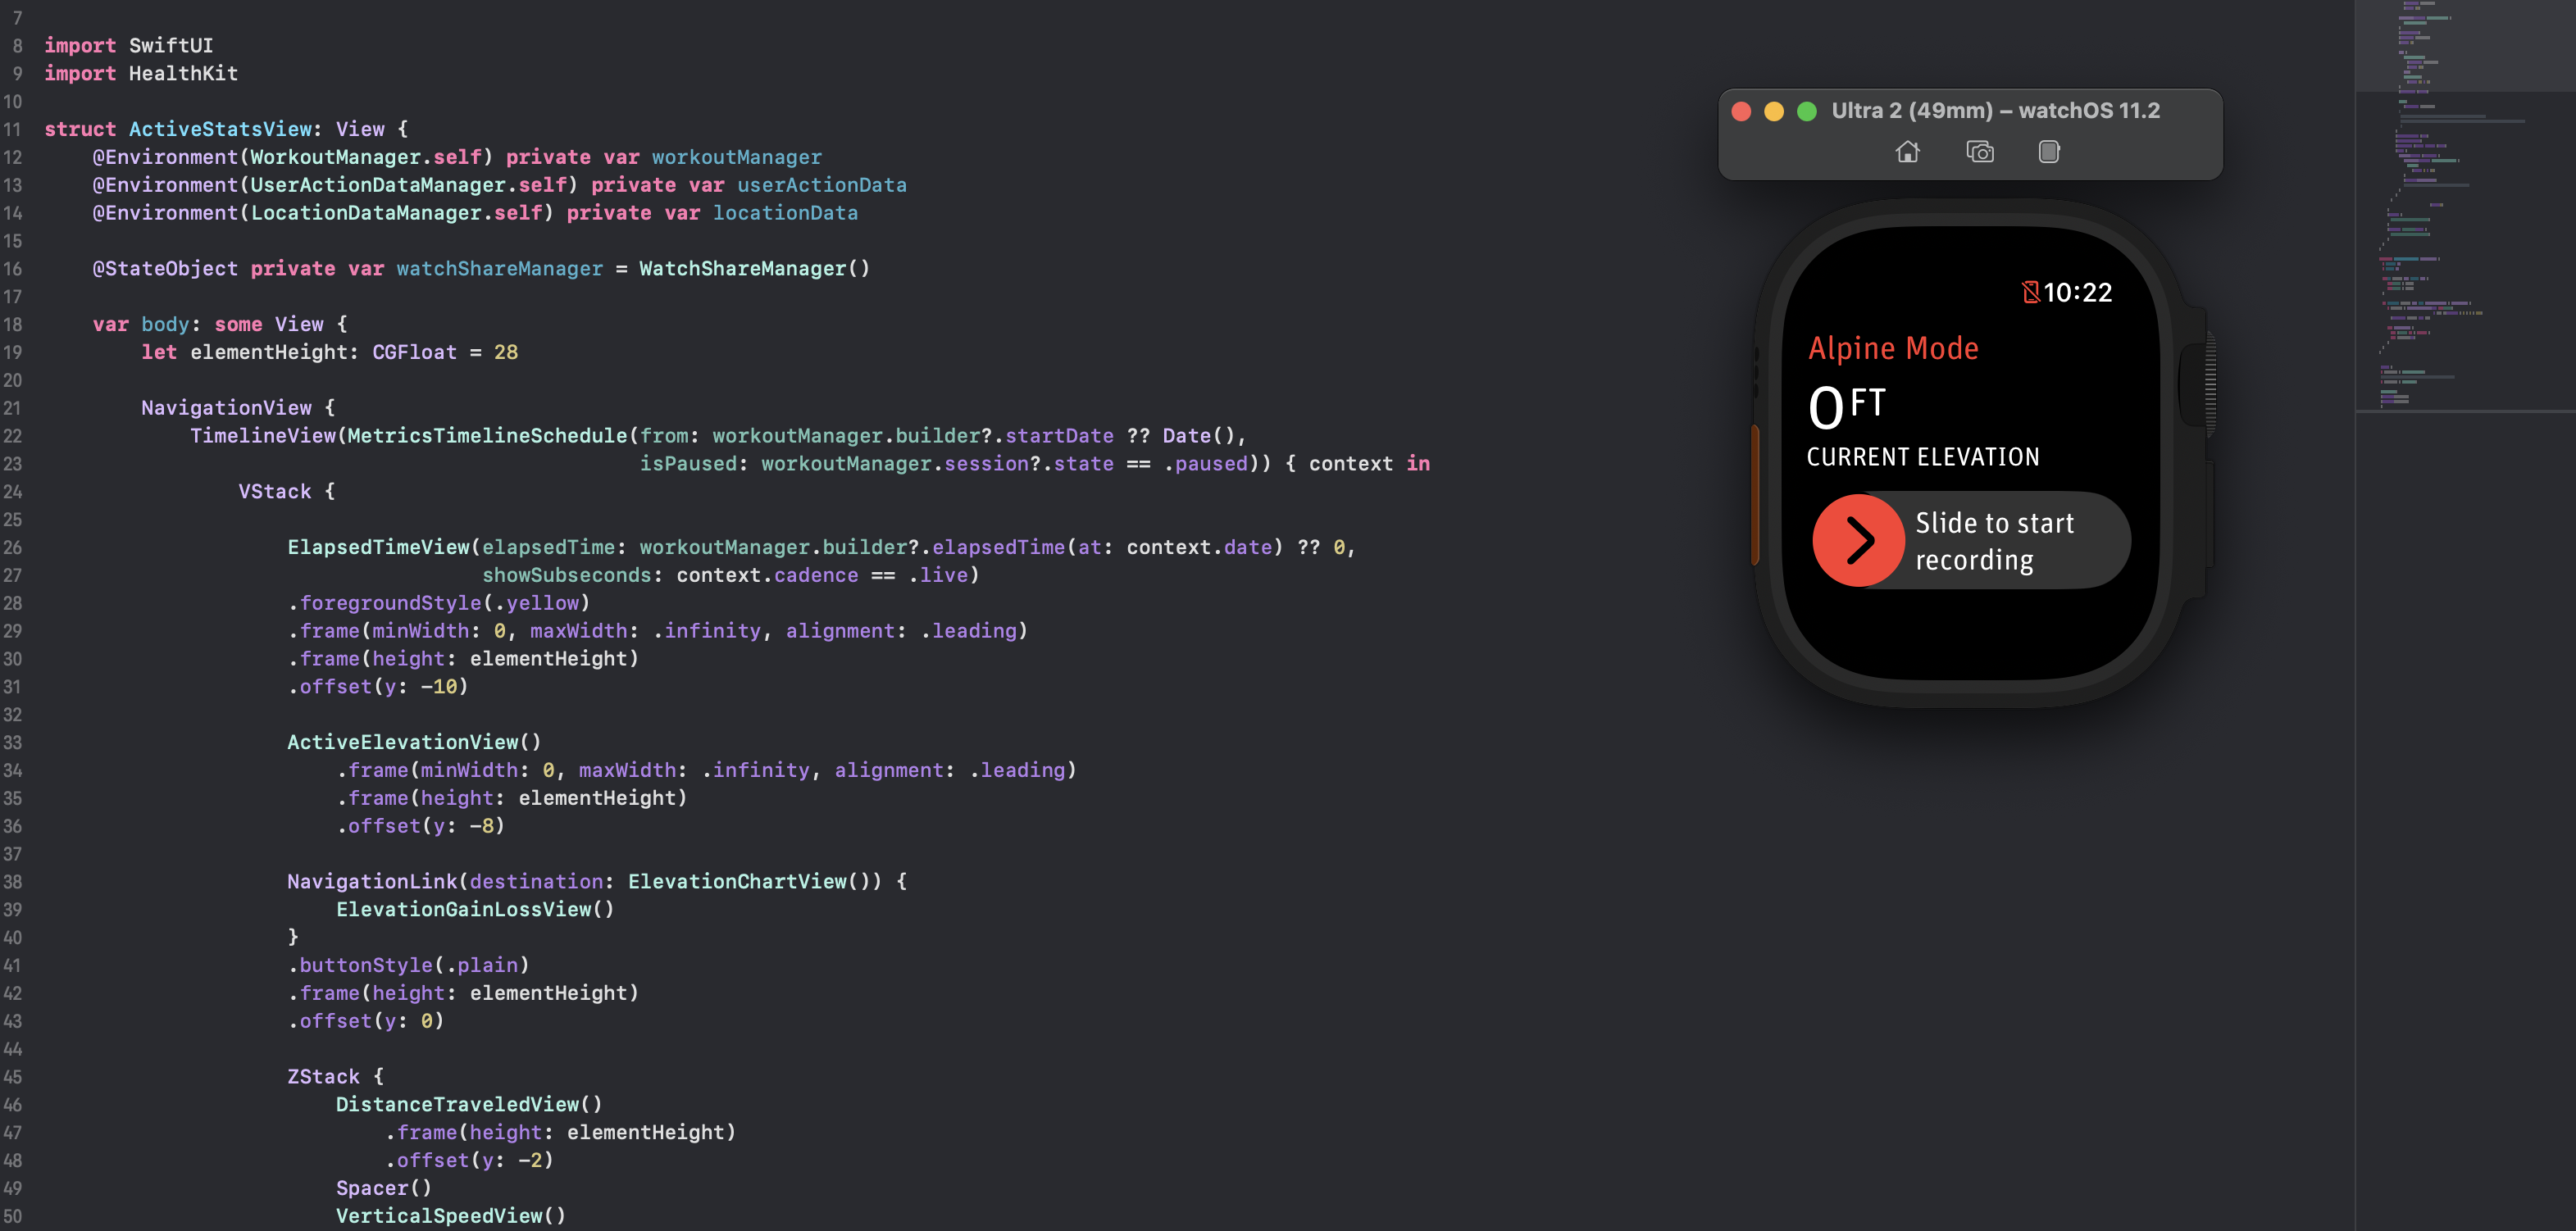 7
8 import SwiftUI
9 import HealthKit
10
11 struct ActiveStatsView: View {
12 @Environment(WorkoutManager.self) private var workoutManager
13 @Environment(UserActionDataManager.self) private var userActionData
14 @Environment(LocationDataManager.self) private var locationData
15
16 @StateObject private var watchShareManager = WatchShareManager()
17
18 var body: some View {
19 let elementHeight: CGFloat = 28
20
21 NavigationView {
22 TimelineView(MetricsTimelineSchedule(from: workoutManager.builder?.startDate ?? Date(),
23 isPaused: workoutManager.session?.state == .paused)) { context in
24 VStack {
25
26 ElapsedTimeView(elapsedTime: workoutManager.builder?.elapsedTime(at: context.date) ?? 0,
27 showSubseconds: context.cadence == .live)
28 .foregroundStyle(.yellow)
29 .frame(minWidth: 0, maxWidth: .infinity, alignment: .leading)
30 .frame(height: elementHeight)
31 .offset(y: -10)
32
33 ActiveElevationView()
34 .frame(minWidth: 0, maxWidth: .infinity, alignment: .leading)
35 .frame(height: elementHeight)
36 .offset(y: -8)
37
38 NavigationLink(destination: ElevationChartView()) {
39 ElevationGainLossView()
40 }
41 .buttonStyle(.plain)
42 .frame(height: elementHeight)
43 .offset(y: 0)
44
45 ZStack {
46 DistanceTraveledView()
47 .frame(height: elementHeight)
48 .offset(y: -2)
49 Spacer()
50 VerticalSpeedView()
Ultra 2 (49mm) – watchOS 11.2
10:22
Alpine Mode
0 FT
CURRENT ELEVATION
Slide to start
recording